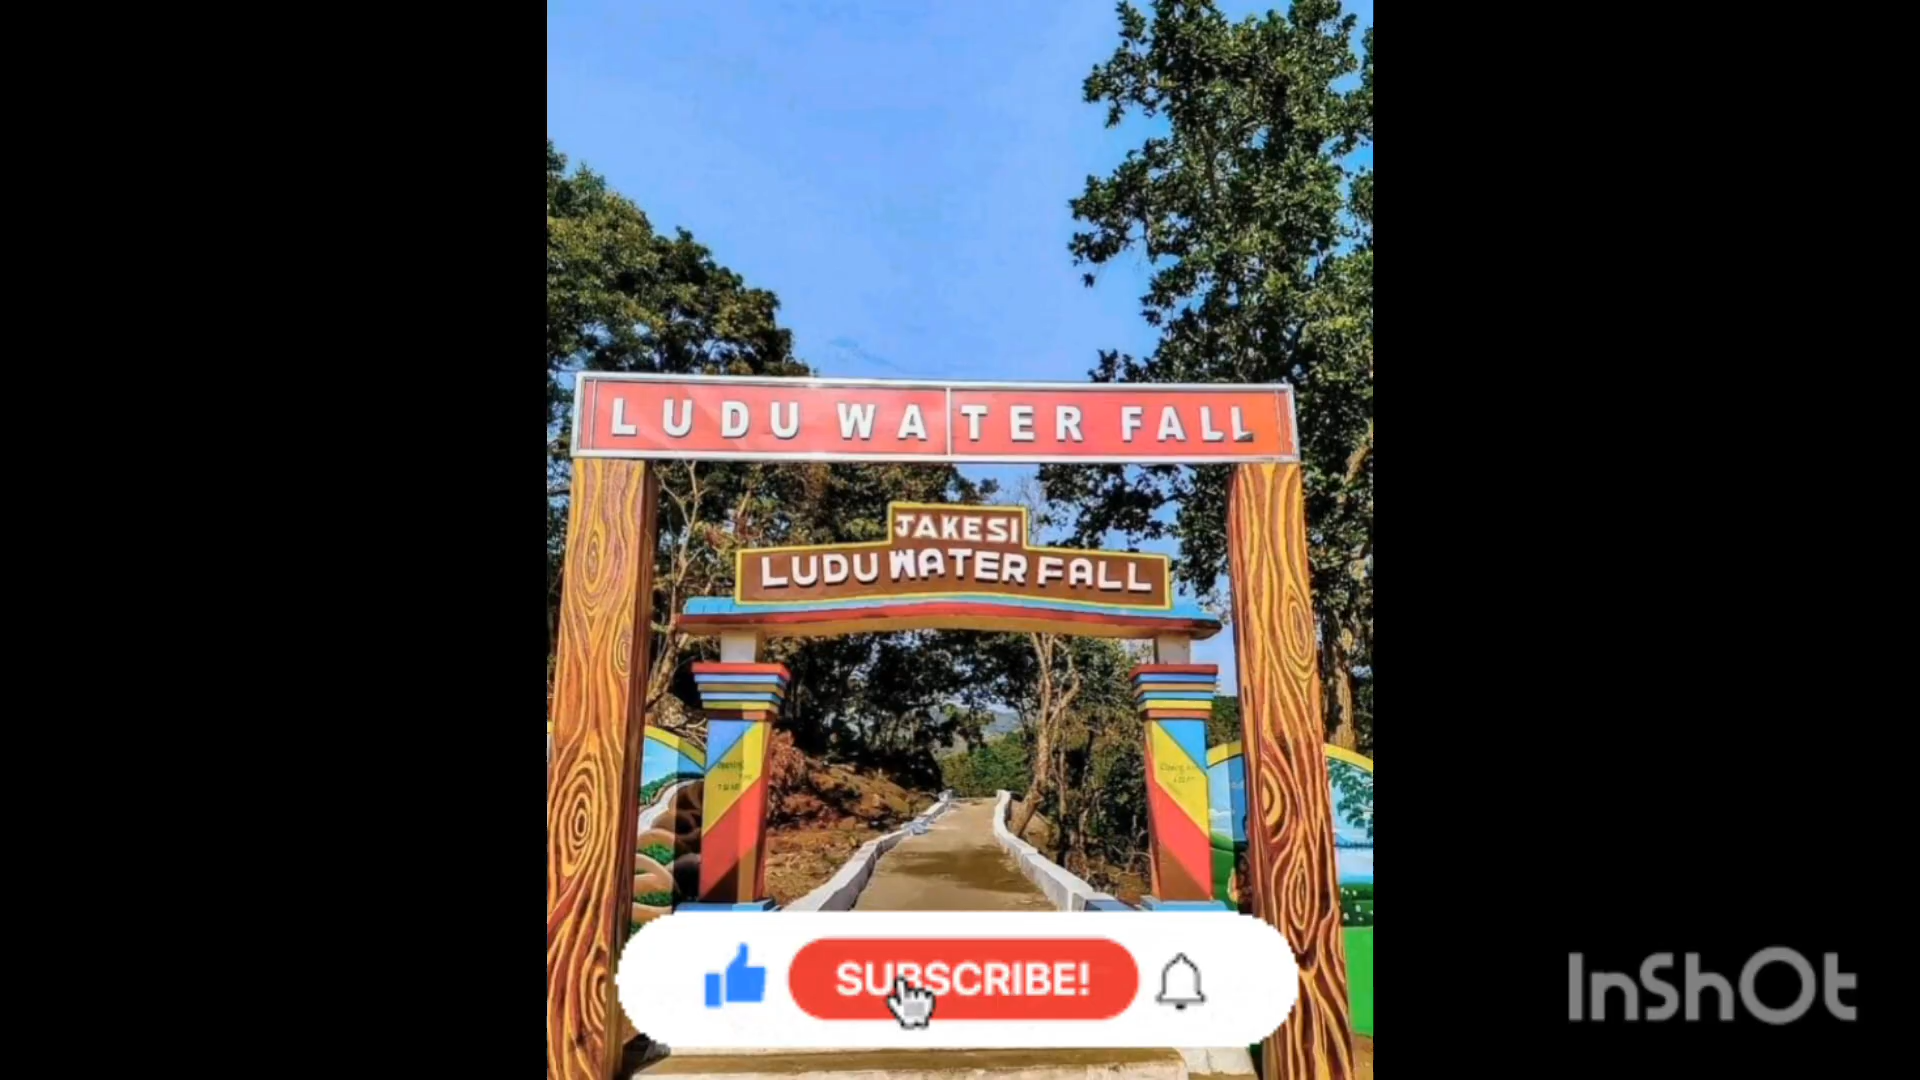 LUDU WATER FALL
JAKESI
LUDU WATER FALL
SUBSCRIBE!
InShOt